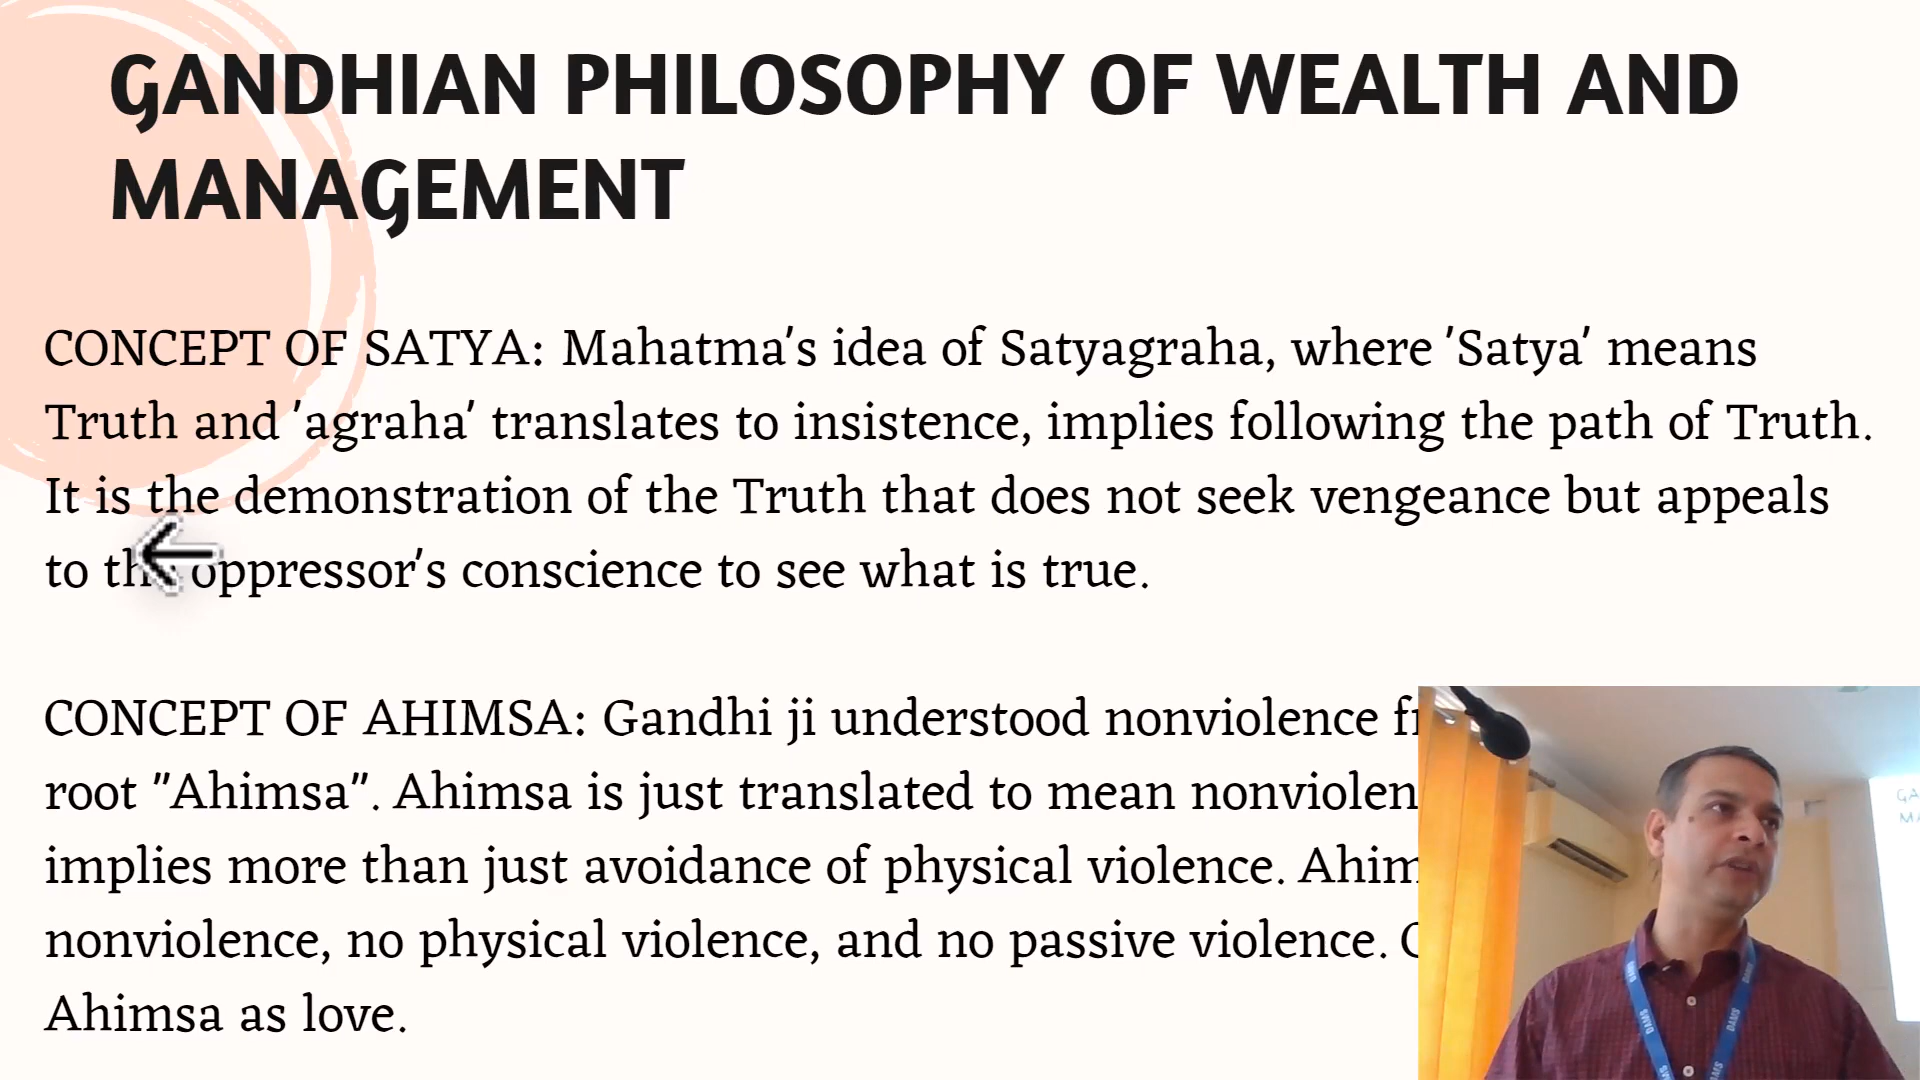 GANDHIAN PHILOSOPHY OF WEALTH AND
MANAGEMENT
CONCEPT OF SATYA: Mahatma's idea of Satyagraha, where 'Satya' means
Truth and 'agraha' translates to insistence, implies following the path of Truth.
It is the demonstration of the Truth that does not seek vengeance but appeals
to oppressor's conscience to see what is true.
CONCEPT OF AHIMSA: Gandhi ji understood nonviolence
root "Ahimsa". Ahimsa is just translated to mean
implies more than just avoidance of physical violence.
nonviolence, no physical violence, and no passive violence.
Ahimsa as love.
DAMS
DAMS
DAMS
DAMS